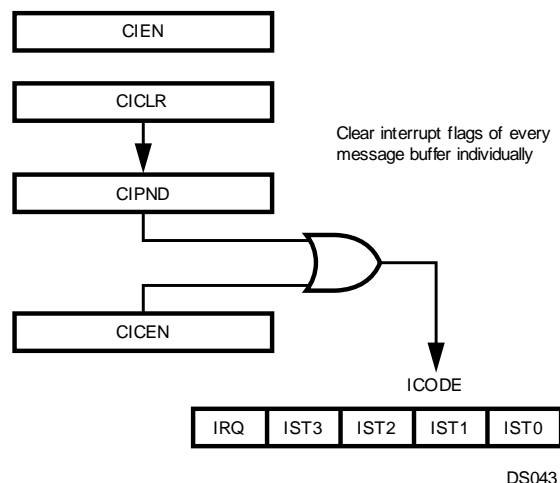 CIEN
CICLR
Clear interrupt flags of every
message buffer individually
CIPND
CICEN
ICODE
IRQ IST3 IST2 IST1 IST0
DS043